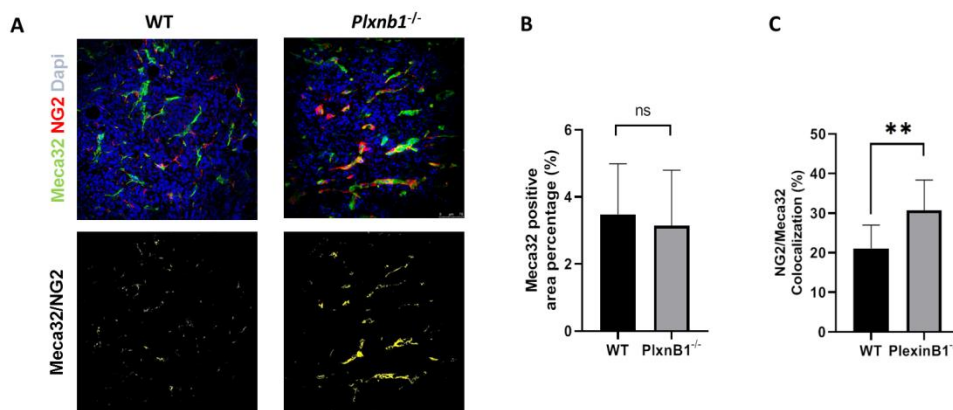 A
WT
Plxnb1-/-
Meca32 NG2 Dapi
Meca32/NG2
B
ns
Meca32 positive
area percentage (%)
6
4
2
0
WT
PlxnB1-/-
C
**
NG2/Meca32
Colocalization (%)
50
40
30
20
10
0
WT
PlexinB1-